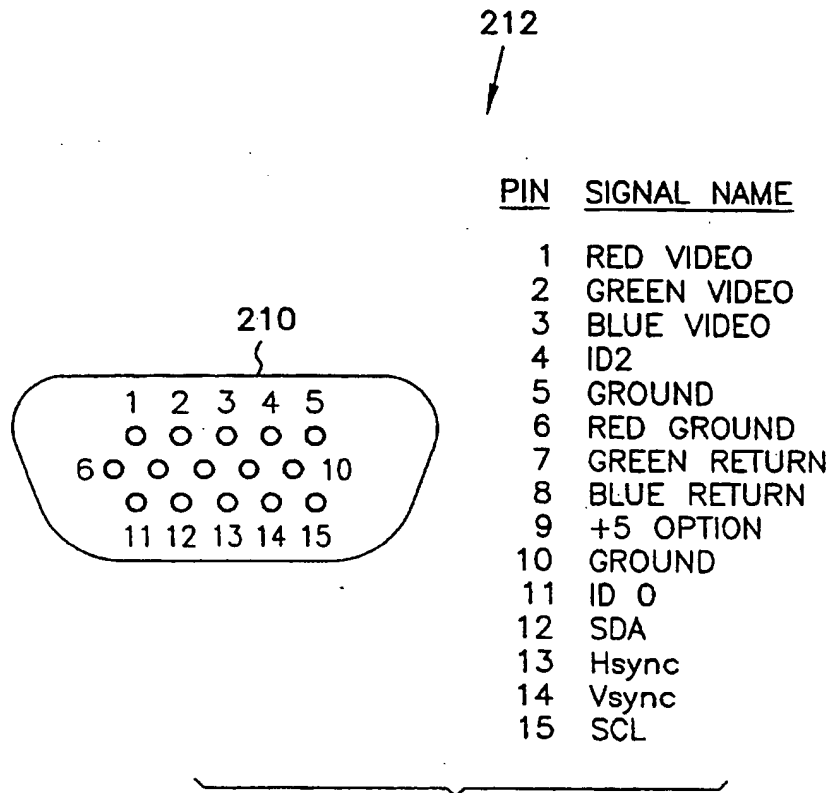 212
PIN SIGNAL NAME
1 RED VIDEO
2 GREEN VIDEO
3 BLUE VIDEO
4 ID2
5 GROUND
6 RED GROUND
7 GREEN RETURN
8 BLUE RETURN
9 +5 OPTION
10 GROUND
11 ID 0
12 SDA
13 Hsync
14 Vsync
15 SCL
210
1 2 3 4 5
6 10
11 12 13 14 15